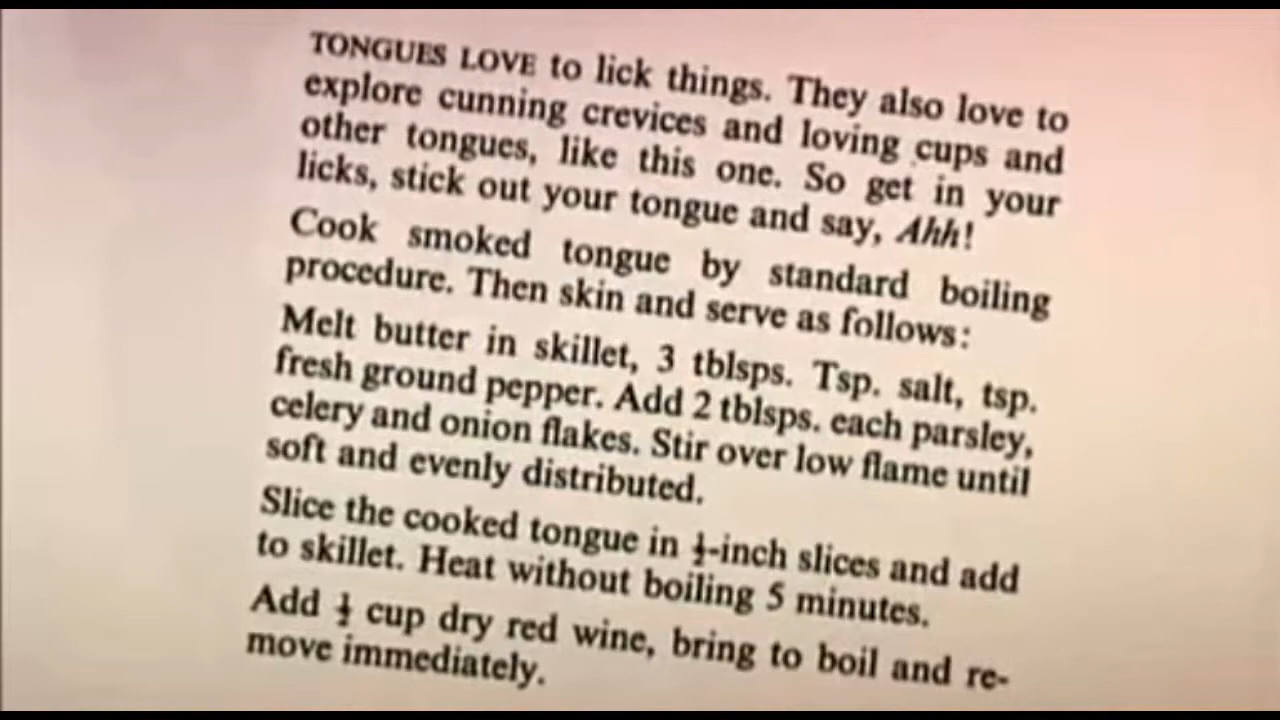 TONGUES LOVE to lick things. They also love to
explore cunning crevices and loving cups and
other tongues, like this one. So get in your
licks, stick out your tongue and say, Ahh!
Cook smoked tongue by standard boiling
procedure. Then skin and serve as follows:
Melt butter in skillet, 3 tblsps. Tsp. salt, tsp.
fresh ground pepper. Add 2 tblsps. each parsley,
celery and onion flakes. Stir over low flame until
soft and evenly distributed.
Slice the cooked tongue in -inch slices and add
to skillet. Heat without boiling 5 minutes.
Add cup dry red wine, bring to boil and re-
move immediately.